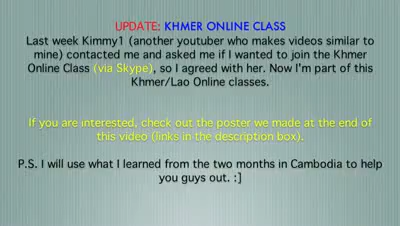 UPDATE: KHMER ONLINE CLASS
Last week Kimmy1 (another youtuber who makes videos similar to
mine) contacted me and asked me if I wanted to join the Khmer
Online Class (via Skype), so I agreed with her. Now I'm part of this
Khmer/Lao Online classes.
If you are interested, check out the poster we made at the end of
this video (links in the description box).
P.S. I will use what I learned from the two months in Cambodia to help
you guys out. :]